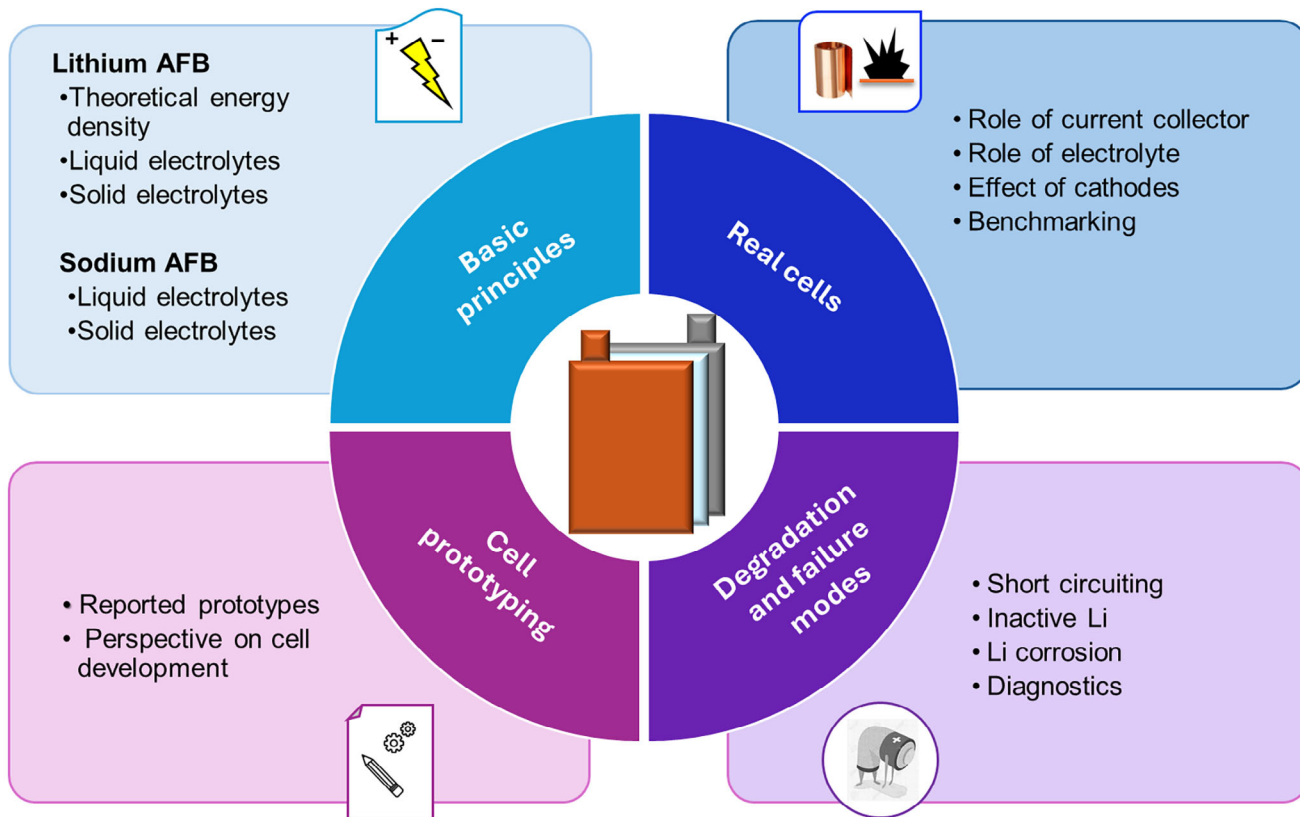 + −
Lithium AFB
•Theoretical energy
density
•Liquid electrolytes
•Solid electrolytes
Sodium AFB
•Liquid electrolytes
•Solid electrolytes
Basic
principles
Real cells
• Role of current collector
• Role of electrolyte
• Effect of cathodes
• Benchmarking
Cell
prototyping
• Reported prototypes
• Perspective on cell
development
Degradation
and failure
modes
• Short circuiting
• Inactive Li
• Li corrosion
• Diagnostics
+